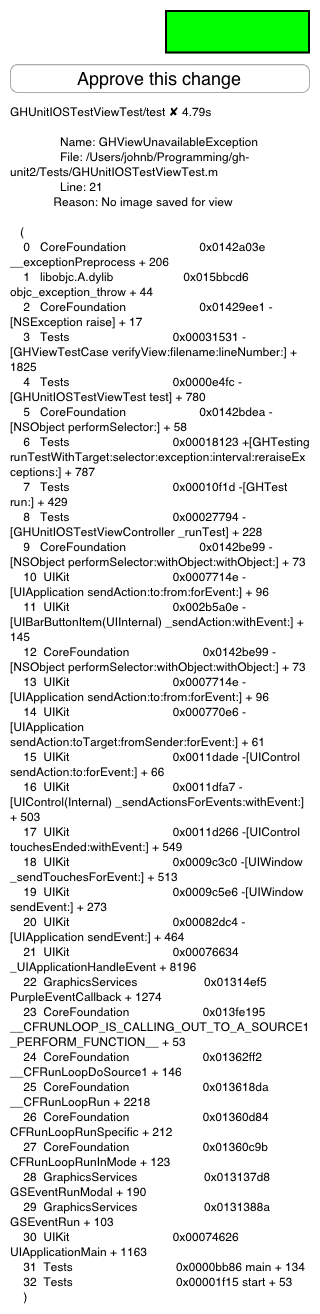 Approve this change
GHUnitIOSTestViewTest/test ✘ 4.79s
Name: GHViewUnavailableException
File: /Users/johnb/Programming/gh-
unit2/Tests/GHUnitIOSTestViewTest.m
Line: 21
Reason: No image saved for view
(
0 CoreFoundation 0x0142a03e
__exceptionPreprocess + 206
1 libobjc.A.dylib 0x015bbcd6
objc_exception_throw + 44
2 CoreFoundation 0x01429ee1 -
[NSException raise] + 17
3 Tests 0x00031531 -
[GHViewTestCase verifyView:filename:lineNumber:] +
1825
4 Tests 0x0000e4fc -
[GHUnitIOSTestViewTest test] + 780
5 CoreFoundation 0x0142bdea -
[NSObject performSelector:] + 58
6 Tests 0x00018123 +[GHTesting
runTestWithTarget:selector:exception:interval:reraiseEx
ceptions:] + 787
7 Tests 0x00010f1d -[GHTest
run:] + 429
8 Tests 0x00027794 -
[GHUnitIOSTestViewController _runTest] + 228
9 CoreFoundation 0x0142be99 -
[NSObject performSelector:withObject:withObject:] + 73
10 UIKit 0x0007714e -
[UIApplication sendAction:to:from:forEvent:] + 96
11 UIKit 0x002b5a0e -
[UIBarButtonItem(UIInternal) _sendAction:withEvent:] +
145
12 CoreFoundation 0x0142be99 -
[NSObject performSelector:withObject:withObject:] + 73
13 UIKit 0x0007714e -
[UIApplication sendAction:to:from:forEvent:] + 96
14 UIKit 0x000770e6 -
[UIApplication
sendAction:toTarget:fromSender:forEvent:] + 61
15 UIKit 0x0011dade -[UIControl
sendAction:to:forEvent:] + 66
16 UIKit 0x0011dfa7 -
[UIControl(Internal) _sendActionsForEvents:withEvent:]
+ 503
17 UIKit 0x0011d266 -[UIControl
touchesEnded:withEvent:] + 549
18 UIKit 0x0009c3c0 -[UIWindow
_sendTouchesForEvent:] + 513
19 UIKit 0x0009c5e6 -[UIWindow
sendEvent:] + 273
20 UIKit 0x00082dc4 -
[UIApplication sendEvent:] + 464
21 UIKit 0x00076634
_UIApplicationHandleEvent + 8196
22 GraphicsServices 0x01314ef5
PurpleEventCallback + 1274
23 CoreFoundation 0x013fe195
__CFRUNLOOP_IS_CALLING_OUT_TO_A_SOURCE1
_PERFORM_FUNCTION__ + 53
24 CoreFoundation 0x01362ff2
__CFRunLoopDoSource1 + 146
25 CoreFoundation 0x013618da
__CFRunLoopRun + 2218
26 CoreFoundation 0x01360d84
CFRunLoopRunSpecific + 212
27 CoreFoundation 0x01360c9b
CFRunLoopRunInMode + 123
28 GraphicsServices 0x013137d8
GSEventRunModal + 190
29 GraphicsServices 0x0131388a
GSEventRun + 103
30 UIKit 0x00074626
UIApplicationMain + 1163
31 Tests 0x0000bb86 main + 134
32 Tests 0x00001f15 start + 53
)